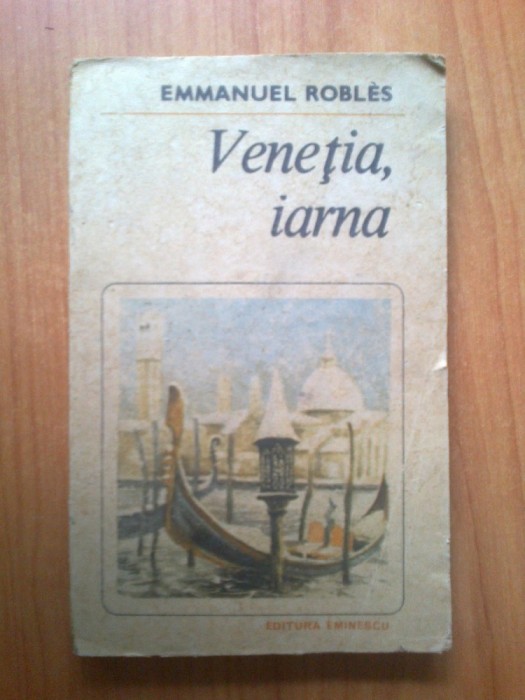 EMMANUEL ROBLÈS
Veneţia,
iarna
EDITURA EMINESCU